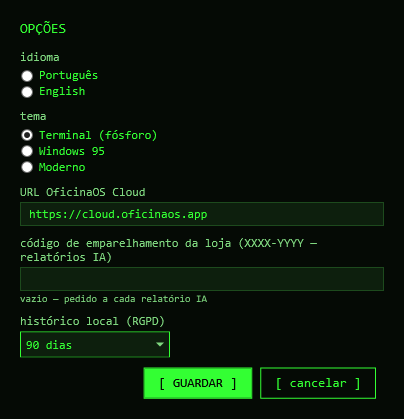 OPÇÕES
idioma
Português
English
tema
Terminal (fósforo)
Windows 95
Moderno
URL OficinaOS Cloud
https://cloud.oficinaos.app
código de emparelhamento da loja (XXXX-YYYY —
relatórios IA)
vazio — pedido a cada relatório IA
histórico local (RGPD)
90 dias
[ GUARDAR ] [ cancelar ]